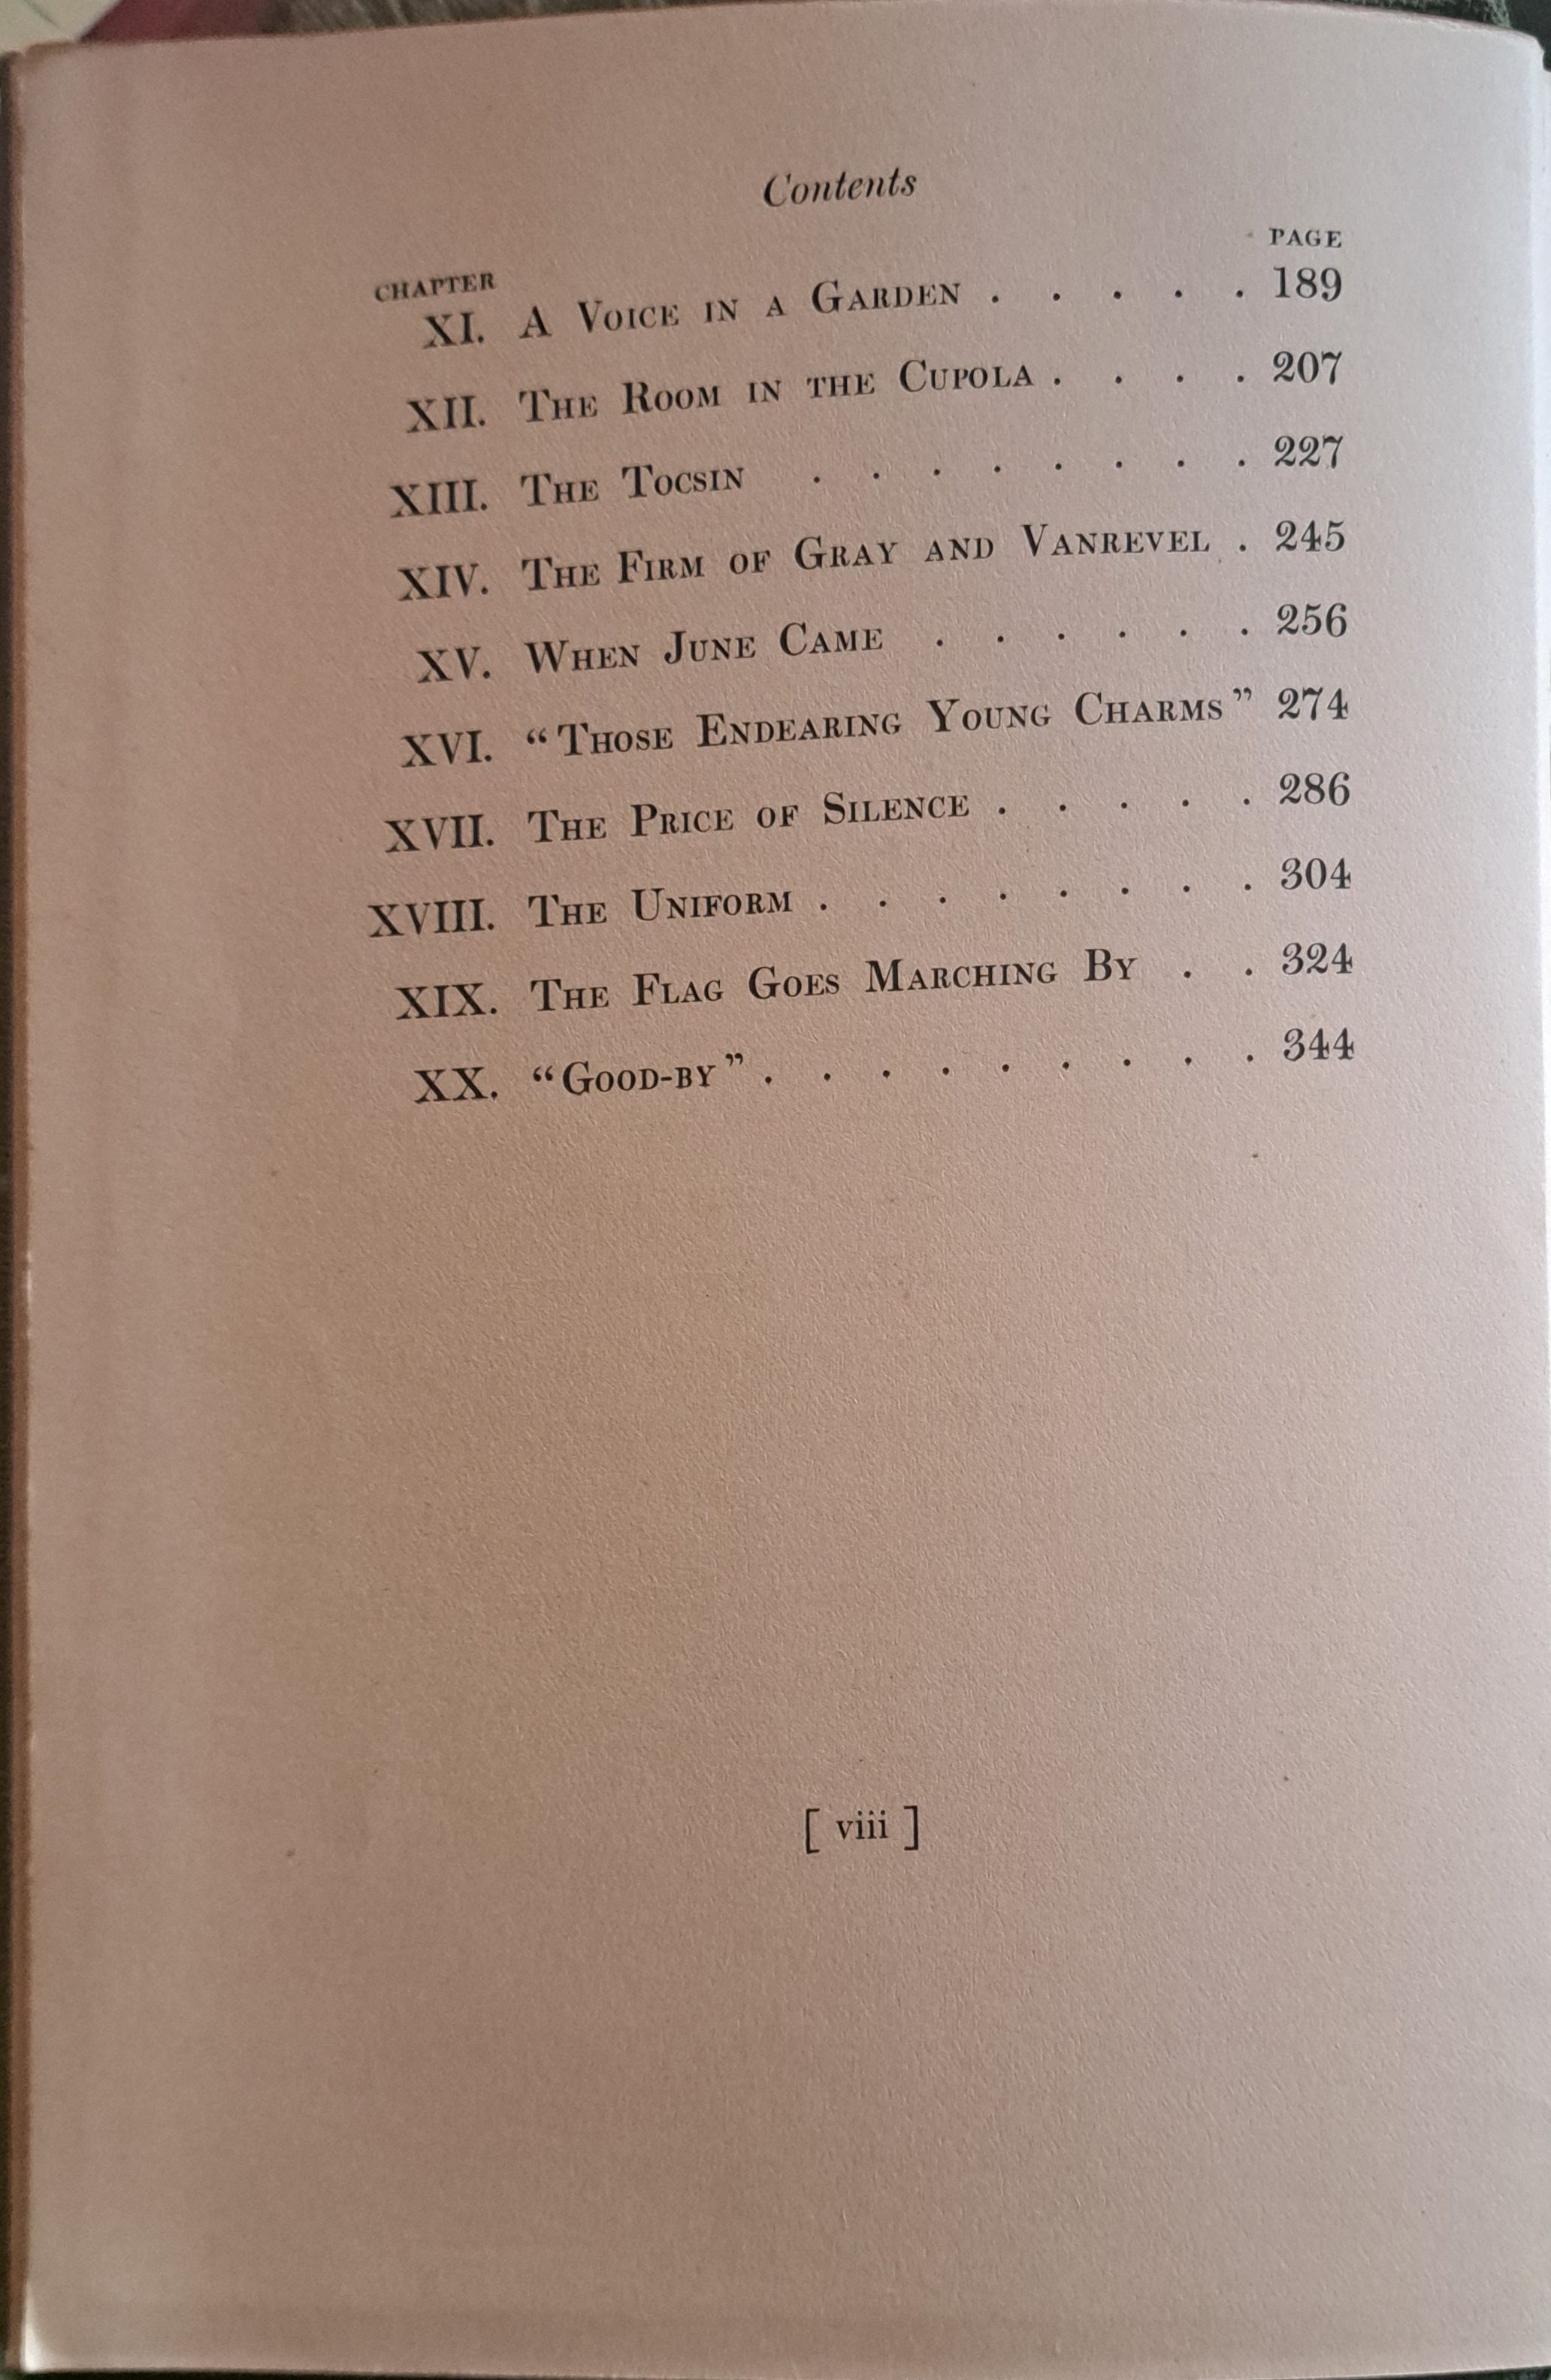 Contents
CHAPTER PAGE
XI. A VOICE IN A GARDEN . . . . . 189
XII. THE ROOM IN THE CUPOLA . . . . 207
XIII. THE TOCSIN . . . . . . . . 227
XIV. THE FIRM OF GRAY AND VANREVEL . 245
XV. WHEN JUNE CAME . . . . . . 256
XVI. “THOSE ENDEARING YOUNG CHARMS” 274
XVII. THE PRICE OF SILENCE . . . . . 286
XVIII. THE UNIFORM . . . . . . . . 304
XIX. THE FLAG GOES MARCHING BY . . 324
XX. “GOOD-BY” . . . . . . . . . 344
[ viii ]